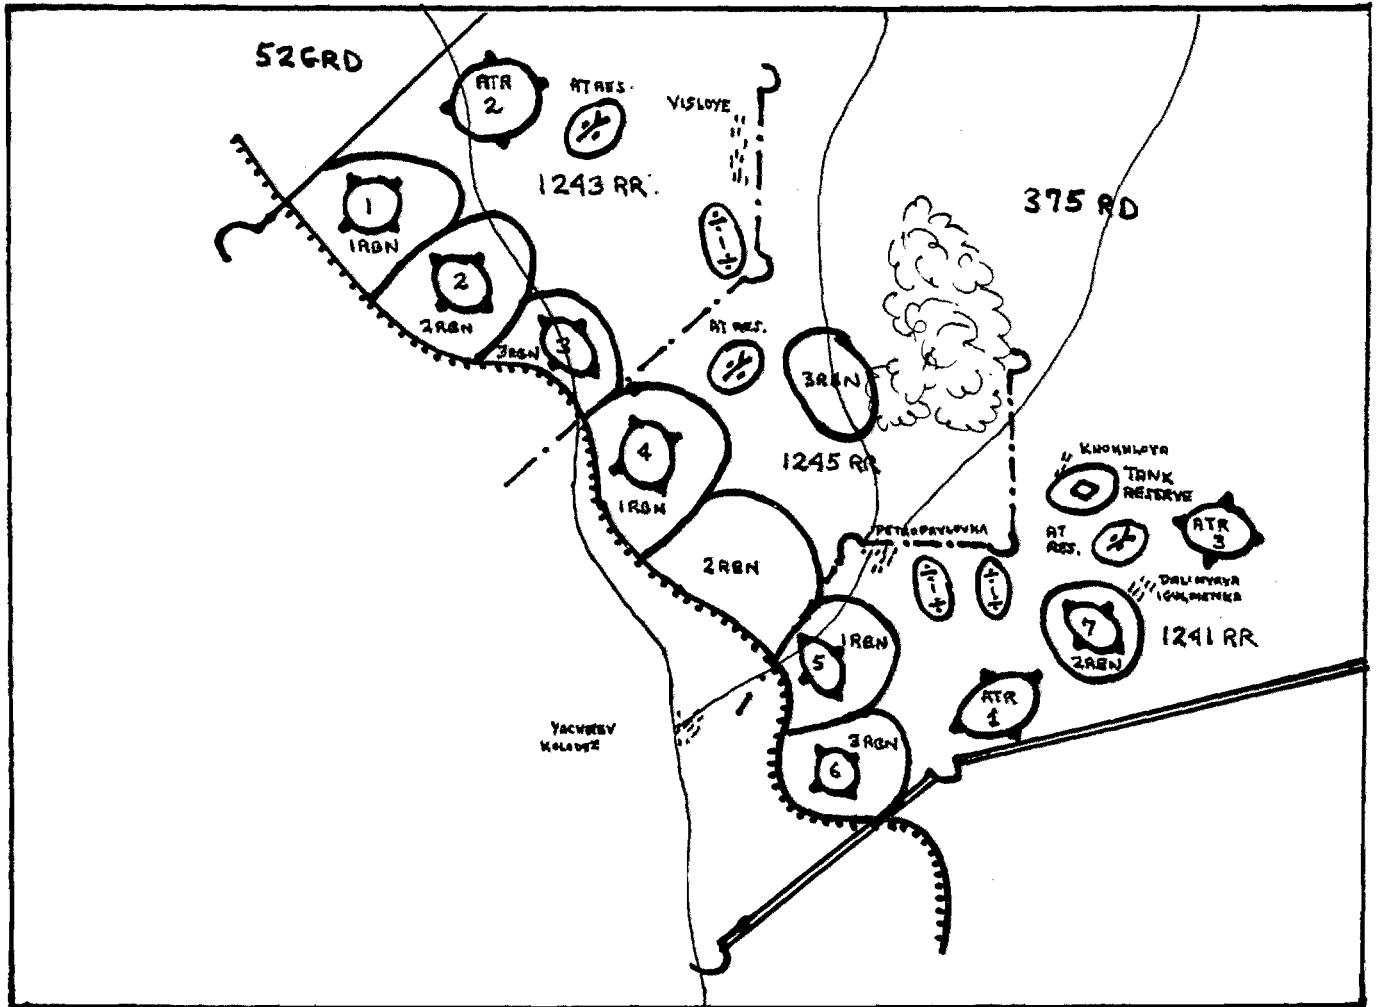 52GRD
ATR
2
AT RES.
VISLOYE
1243 RR.
375 RD
1
1RBN
2
2RBN
3RBN
3
AT RES.
3RBN
1245 RR
4
1RBN
KHOKHLOVA
TANK
RESERVE
AT
RES.
ATR
3
PETROPAVLOVKA
2RBN
DALINYAYA
IGUMENKA
7
2RBN
1241 RR
1RBN
5
ATR
1
YACHNEV
KOLODEZ
3RBN
6